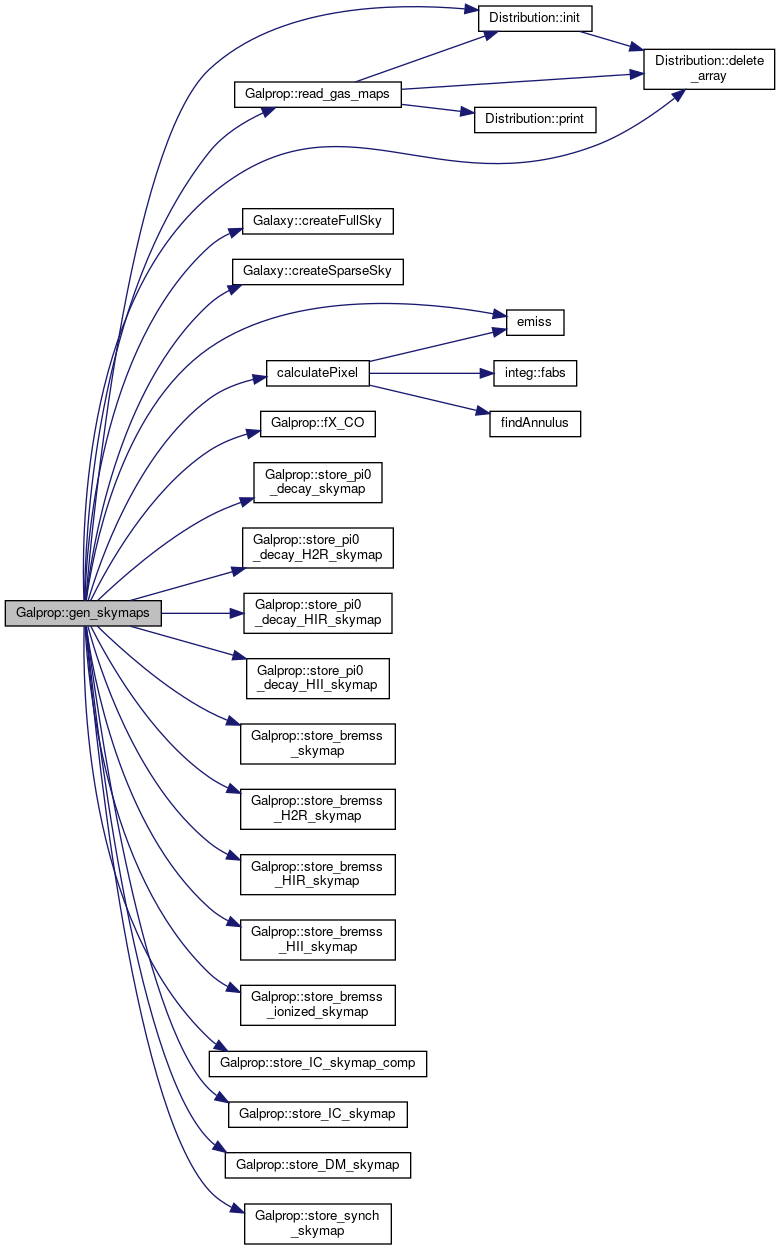 Distribution::init
Distribution::delete
_array
Galprop::read_gas_maps
Distribution::print
Galaxy::createFullSky
Galaxy::createSparseSky
emiss
calculatePixel
integ::fabs
Galprop::fX_CO
findAnnulus
Galprop::store_pi0
_decay_skymap
Galprop::store_pi0
_decay_H2R_skymap
Galprop::gen_skymaps
Galprop::store_pi0
_decay_HIR_skymap
Galprop::store_pi0
_decay_HII_skymap
Galprop::store_bremss
_skymap
Galprop::store_bremss
_H2R_skymap
Galprop::store_bremss
_HIR_skymap
Galprop::store_bremss
_HII_skymap
Galprop::store_bremss
_ionized_skymap
Galprop::store_IC_skymap_comp
Galprop::store_IC_skymap
Galprop::store_DM_skymap
Galprop::store_synch
_skymap